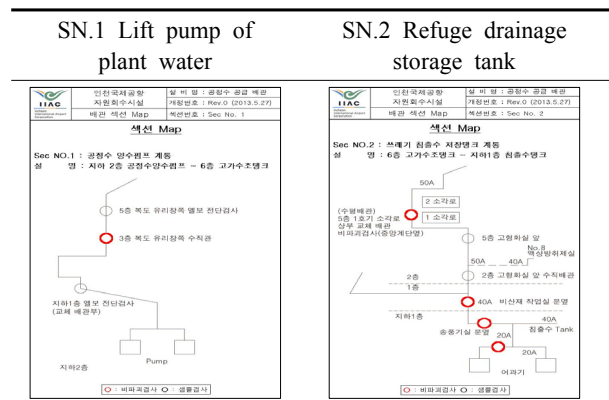 SN.1 Lift pump of
plant water
SN.2 Refuge drainage
storage tank
IIAC
인천국제공항
자원회수시설
배관 섹션 Map
설 비 명 : 공정수 공급 배관
개정번호 : Rev.0 (2013.5.27)
섹션번호 : Sec No. 1
섹션 Map
Sec NO.1 : 공정수 양수펌프 계통
설 명 : 지하 2층 공정수양수펌프 ~ 6층 고가수조탱크
5층 복도 유리창쪽 엘보 전단검사
3층 복도 유리창쪽 수직관
지하1층 엘보 전단검사
(교체 배관부)
Pump
지하2층
O : 비파괴검사 O : 샘플검사
IIAC
인천국제공항
자원회수시설
배관 섹션 Map
설 비 명 : 공정수 공급 배관
개정번호 : Rev.0 (2013.5.27)
섹션번호 : Sec No. 2
섹션 Map
Sec NO.2 : 쓰레기 침출수 저장탱크 계통
설 명 : 6층 고가수조탱크 ~ 지하1층 침출수탱크
50A
2 소각로
1 소각로
(수평배관)
5층 1호기 소각로
상부 교체 배관
비파괴검사(중앙계단옆)
5층 고형화실 앞
No.8
액상방취제실
50A 40A
2층
2층 고형화실 앞 수직배관
1층
40A 비산재 작업실 문옆
지하1층
40A
송풍기실 문옆
침출수 Tank
20A
20A
여과기
O : 비파괴검사 O : 샘플검사